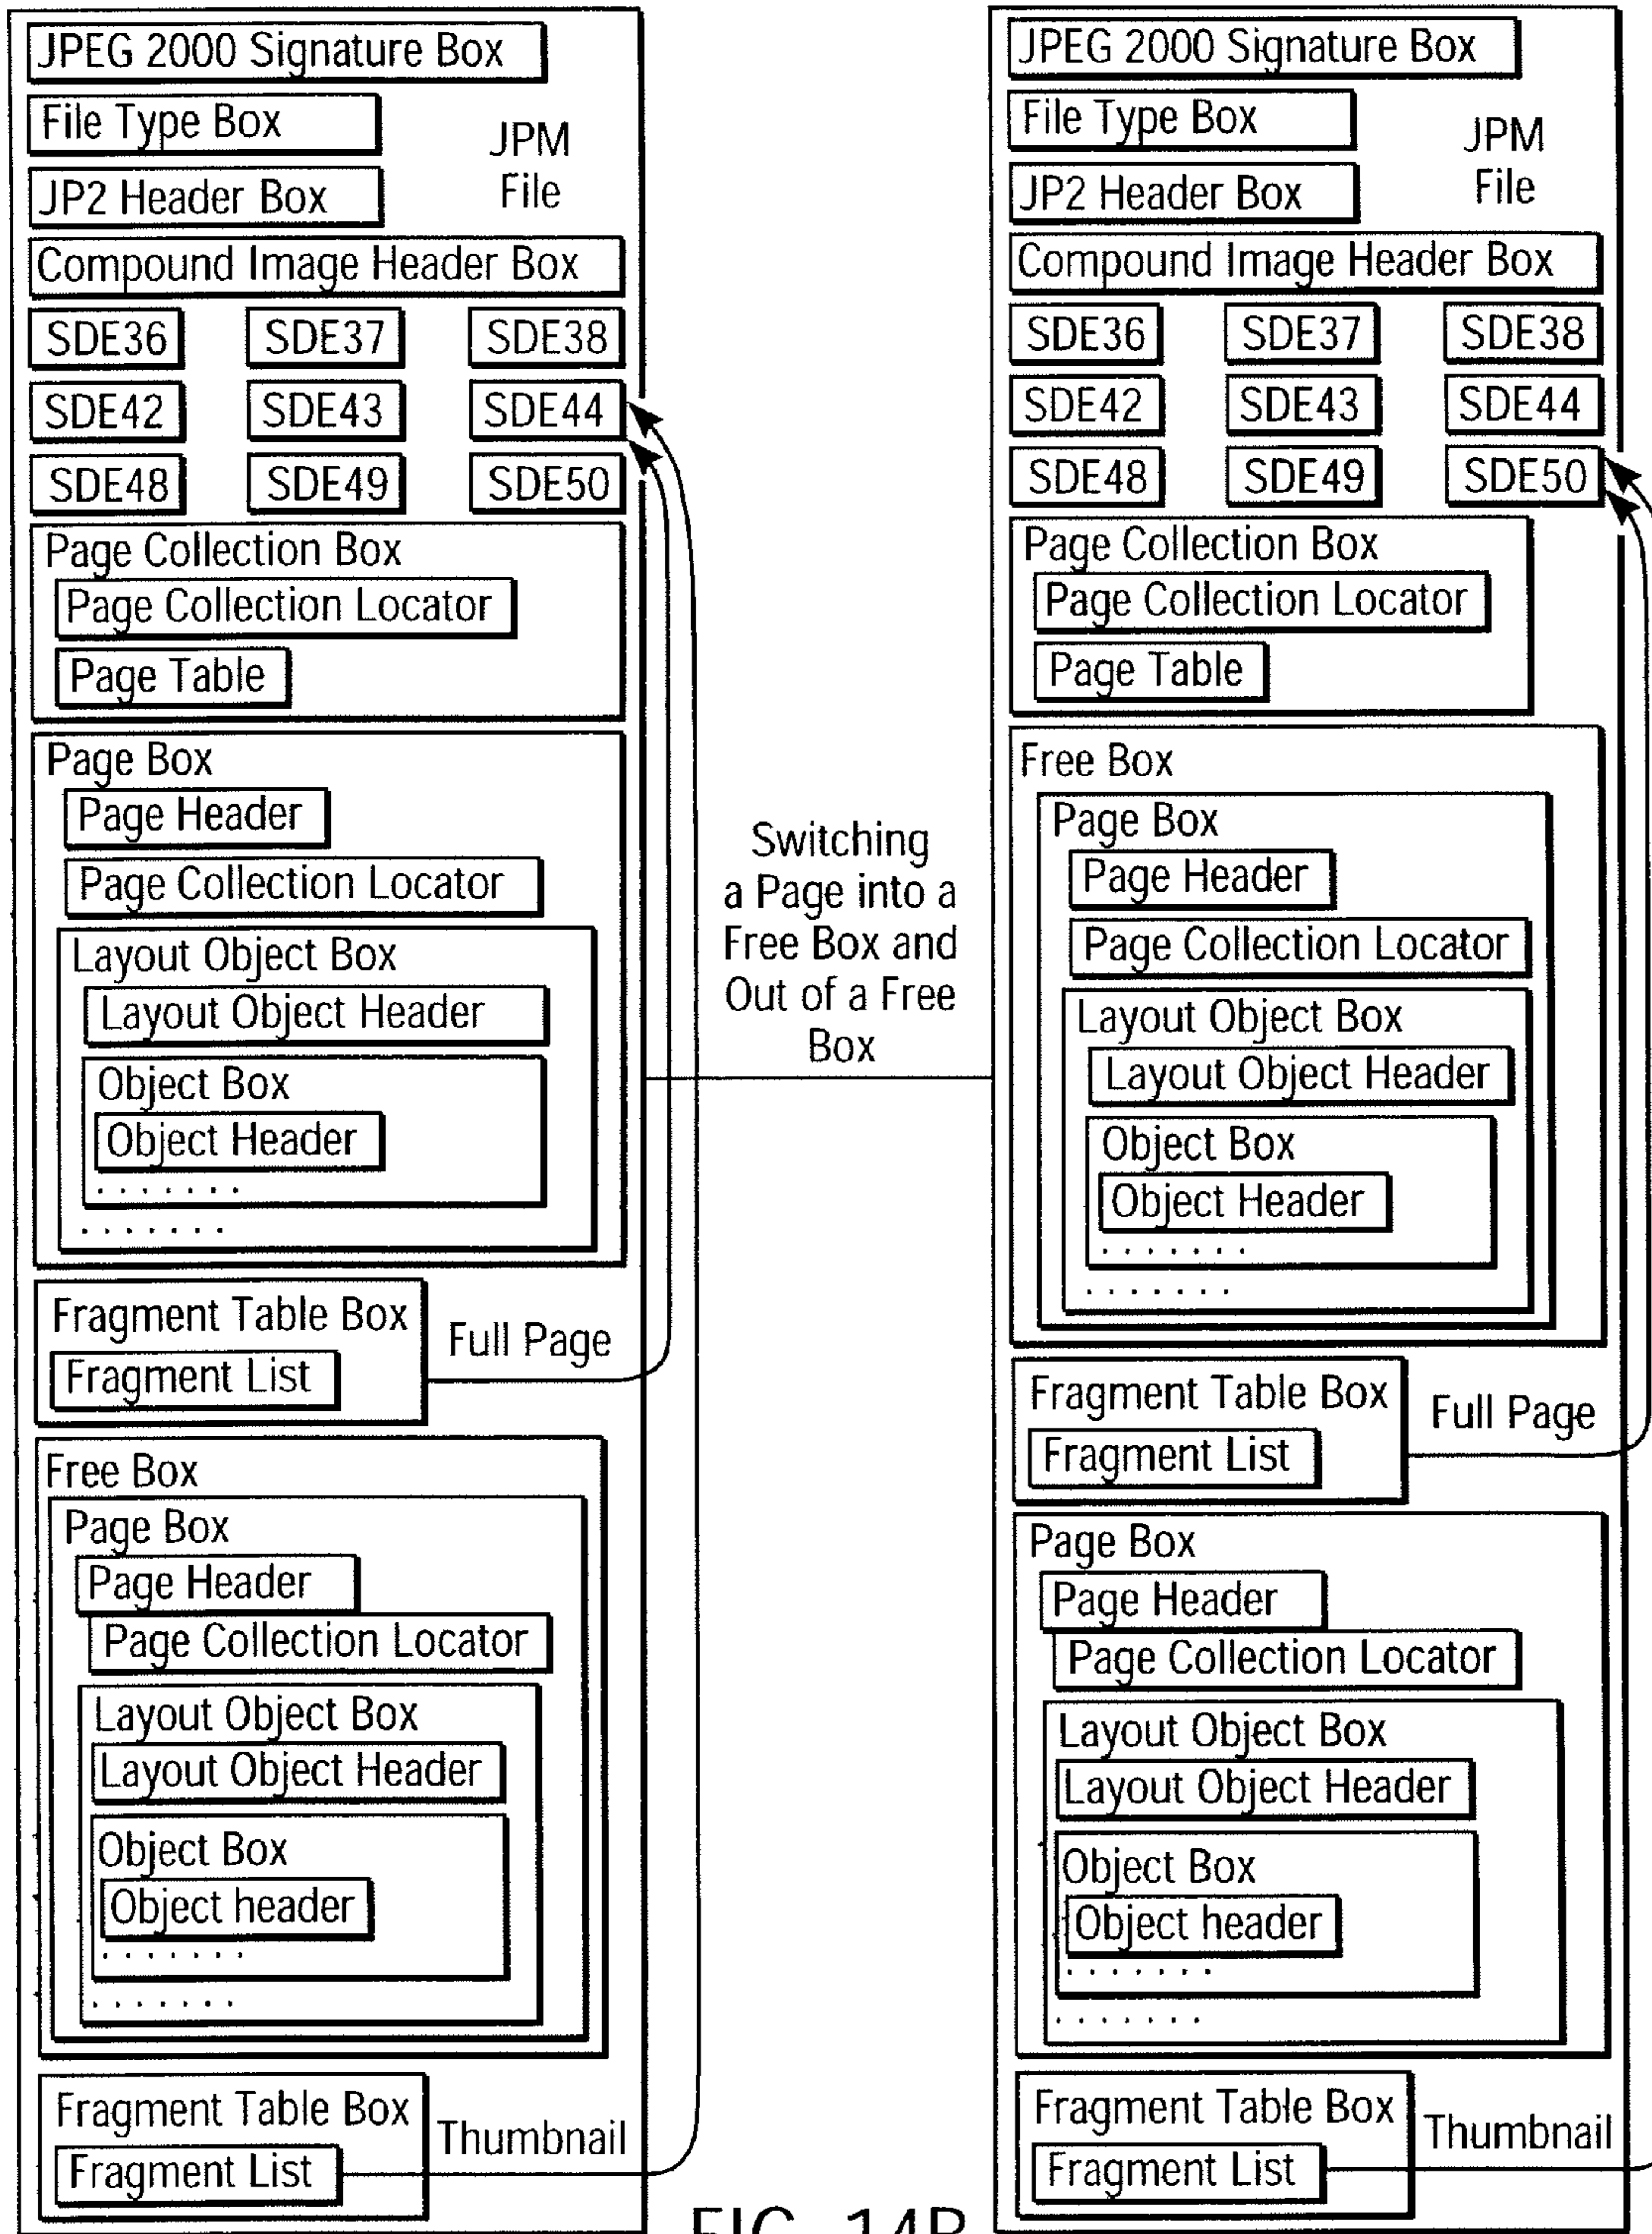 JPEG 2000 Signature Box
File Type Box
JPM
File
JP2 Header Box
Compound Image Header Box
SDE36 SDE37 SDE38
SDE42 SDE43 SDE44
SDE48 SDE49 SDE50
Page Collection Box
Page Collection Locator
Page Table
Page Box
Page Header
Page Collection Locator
Layout Object Box
Layout Object Header
Object Box
Object Header
. . . . . . .
. . . . . . .
Fragment Table Box
Full Page
Fragment List
Free Box
Page Box
Page Header
Page Collection Locator
Layout Object Box
Layout Object Header
Object Box
Object header
. . . . . . .
. . . . . . .
Fragment Table Box
Thumbnail
Fragment List
Switching
a Page into a
Free Box and
Out of a Free
Box
JPEG 2000 Signature Box
File Type Box
JPM
File
JP2 Header Box
Compound Image Header Box
SDE36 SDE37 SDE38
SDE42 SDE43 SDE44
SDE48 SDE49 SDE50
Page Collection Box
Page Collection Locator
Page Table
Free Box
Page Box
Page Header
Page Collection Locator
Layout Object Box
Layout Object Header
Object Box
Object Header
. . . . . . .
. . . . . . .
Fragment Table Box
Full Page
Fragment List
Page Box
Page Header
Page Collection Locator
Layout Object Box
Layout Object Header
Object Box
Object header
. . . . . . .
. . . . . . .
Fragment Table Box
Thumbnail
Fragment List
FIG. 14B